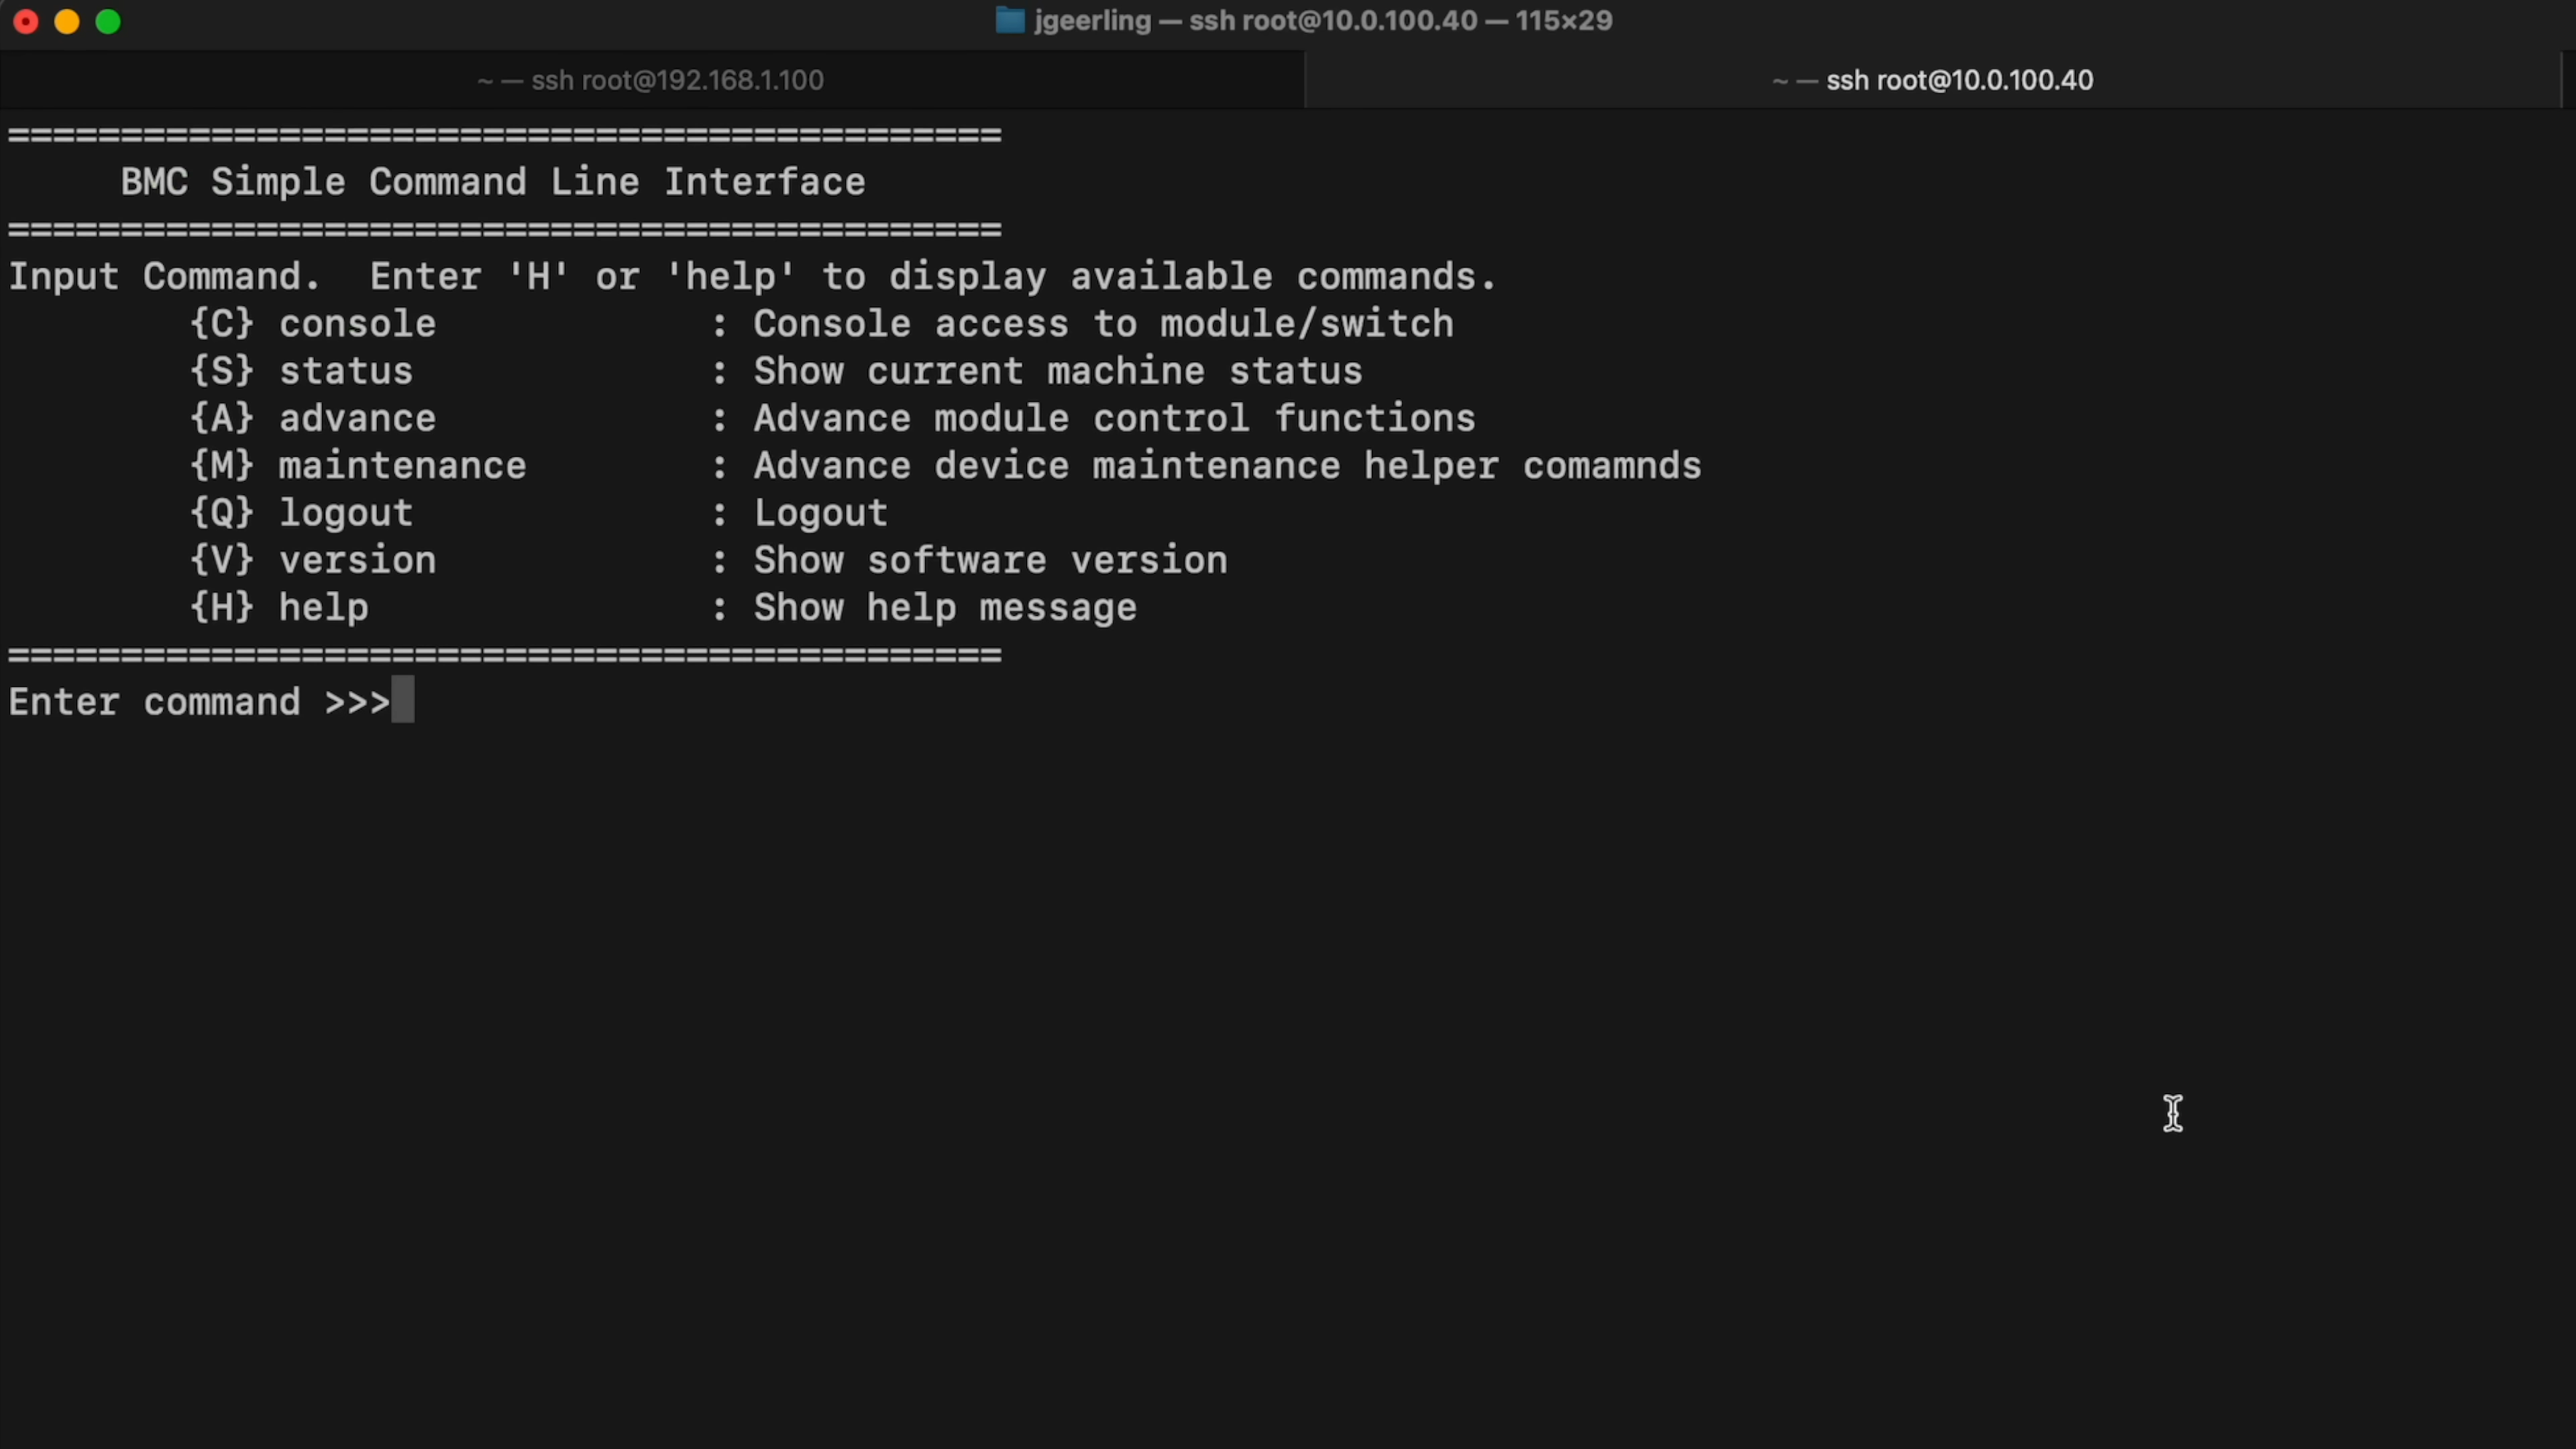 jgeerling — ssh root@10.0.100.40 — 115×29
~ — ssh root@192.168.1.100
~ — ssh root@10.0.100.40
============================================
     BMC Simple Command Line Interface
============================================
Input Command.  Enter 'H' or 'help' to display available commands.
        {C} console            : Console access to module/switch
        {S} status             : Show current machine status
        {A} advance            : Advance module control functions
        {M} maintenance        : Advance device maintenance helper comamnds
        {Q} logout             : Logout
        {V} version            : Show software version
        {H} help               : Show help message
============================================
Enter command >>>